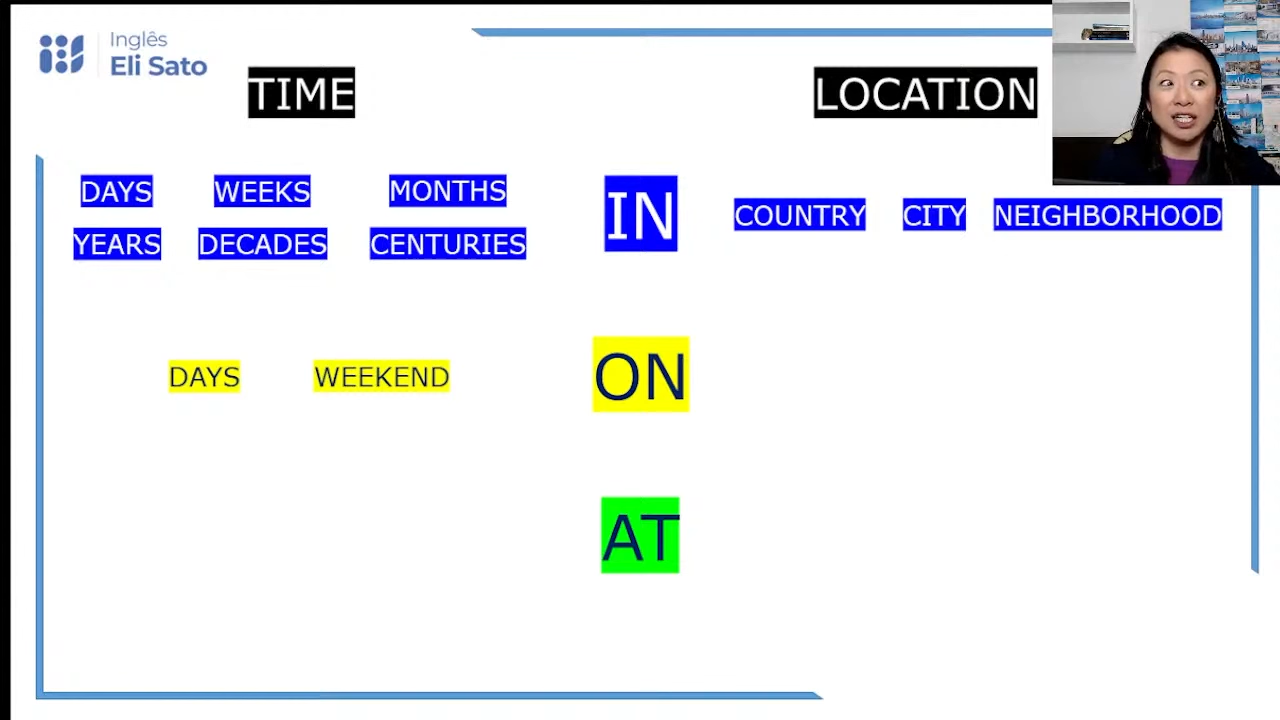 Inglês
Eli Sato
TIME
LOCATION
DAYS WEEKS MONTHS
YEARS DECADES CENTURIES
IN
COUNTRY CITY NEIGHBORHOOD
DAYS WEEKEND
ON
AT